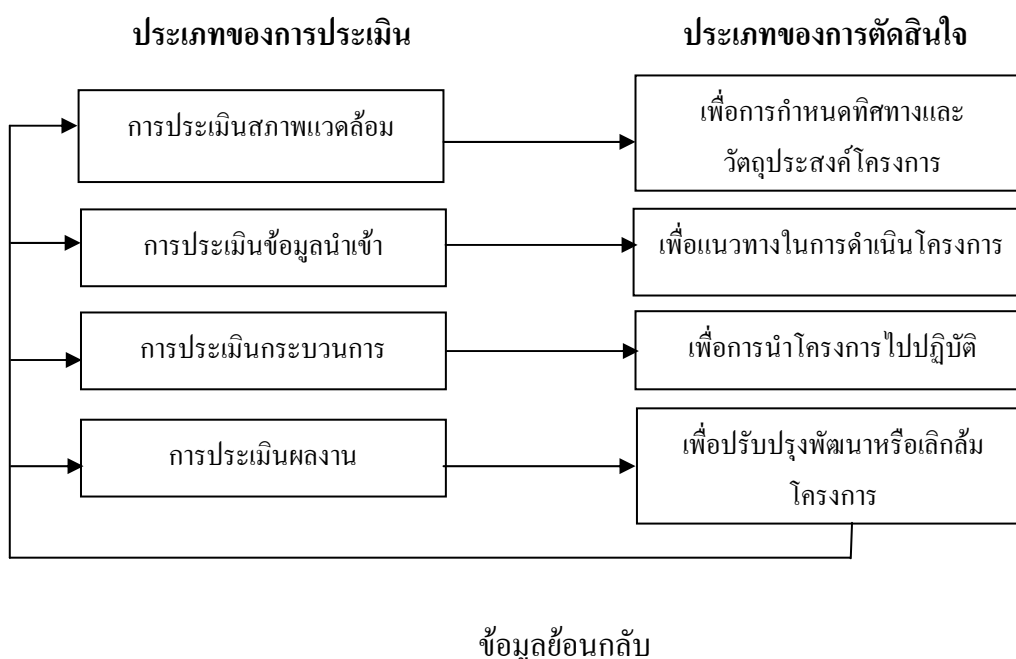 ประเภทของการประเมิน
ประเภทของการตัดสินใจ
การประเมินสภาพแวดล้อม
เพื่อการกำหนดทิศทางและ
วัตถุประสงค์โครงการ
การประเมินข้อมูลนำเข้า
เพื่อแนวทางในการดำเนินโครงการ
การประเมินกระบวนการ
เพื่อการนำโครงการไปปฏิบัติ
การประเมินผลงาน
เพื่อปรับปรุงพัฒนาหรือเลิกล้ม
โครงการ
ข้อมูลย้อนกลับ